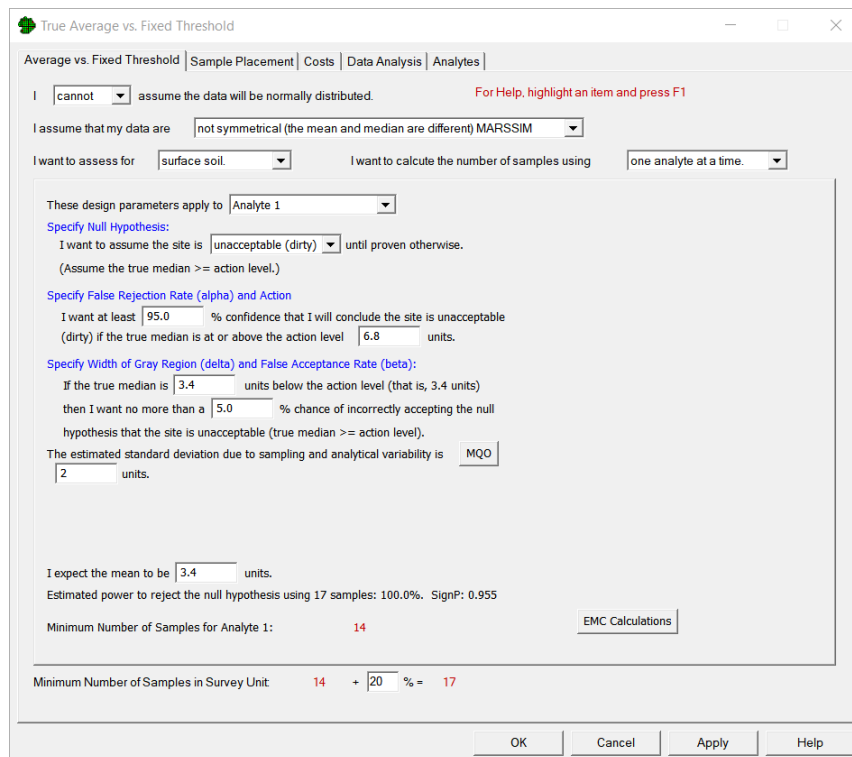 True Average vs. Fixed Threshold
Average vs. Fixed Threshold Sample Placement Costs Data Analysis Analytes
I cannot assume the data will be normally distributed. For Help, highlight an item and press F1
I assume that my data are not symmetrical (the mean and median are different) MARSSIM
I want to assess for surface soil. I want to calcute the number of samples using one analyte at a time.
These design parameters apply to Analyte 1
Specify Null Hypothesis:
I want to assume the site is unacceptable (dirty) until proven otherwise.
(Assume the true median >= action level.)
Specify False Rejection Rate (alpha) and Action
I want at least 95.0 % confidence that I will conclude the site is unacceptable
(dirty) if the true median is at or above the action level 6.8 units.
Specify Width of Gray Region (delta) and False Acceptance Rate (beta):
If the true median is 3.4 units below the action level (that is, 3.4 units)
then I want no more than a 5.0 % chance of incorrectly accepting the null
hypothesis that the site is unacceptable (true median >= action level).
The estimated standard deviation due to sampling and analytical variability is MQO
2 units.
I expect the mean to be 3.4 units.
Estimated power to reject the null hypothesis using 17 samples: 100.0%. SignP: 0.955
Minimum Number of Samples for Analyte 1: 14 EMC Calculations
Minimum Number of Samples in Survey Unit 14 + 20 % = 17
OK Cancel Apply Help